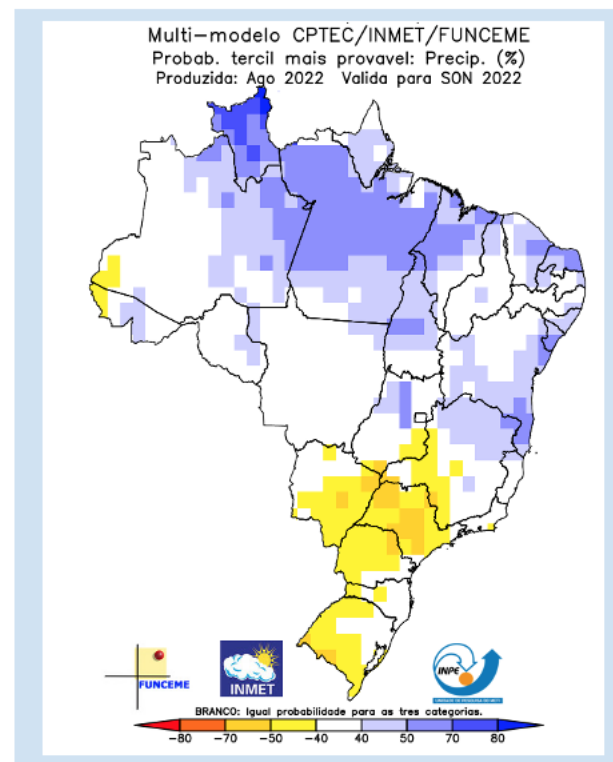 Multi-modelo CPTEC/INMET/FUNCEME
Probab. tercil mais provavel: Precip. (%)
Produzida: Ago 2022 Valida para SON 2022
FUNCEME
INMET
INPE
BRANCO: Igual probabilidade para as tres categorias.
-80 -70 -50 -40 40 50 70 80